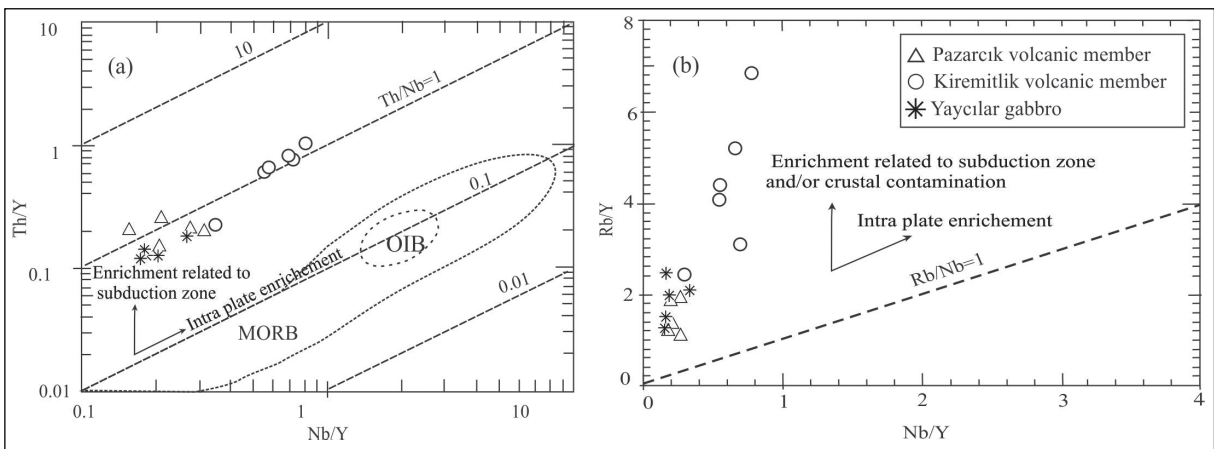 (a)
10
Th/Nb=1
0.1
0.01
OIB
MORB
Enrichment related to
subduction zone
Intra plate enrichement
Th/Y
10
1
0.1
0.01
0.1
1
10
Nb/Y
(b)
Pazarcık volcanic member
Kiremitlik volcanic member
Yaycılar gabbro
Enrichment related to subduction zone
and/or crustal contamination
Intra plate enrichement
Rb/Nb=1
Rb/Y
8
6
4
2
0
0
1
2
3
4
Nb/Y